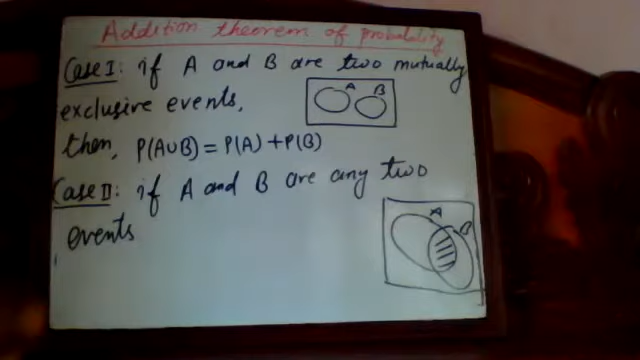 Addition theorem of probability
Case I: if A and B are two mutually
exclusive events.
A B
then, P(AUB) = P(A) + P(B)
Case II: if A and B are any two
events
A
B